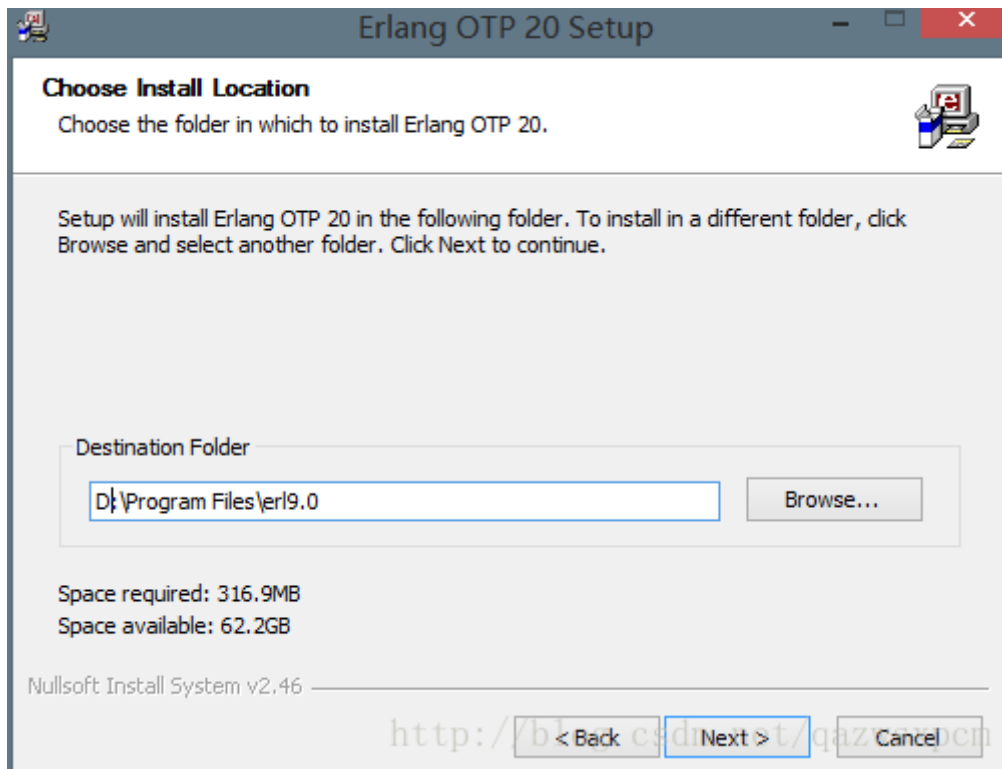 Erlang OTP 20 Setup
Choose Install Location
Choose the folder in which to install Erlang OTP 20.
Setup will install Erlang OTP 20 in the following folder. To install in a different folder, click
Browse and select another folder. Click Next to continue.
Destination Folder
D:\Program Files\erl9.0
Browse...
Space required: 316.9MB
Space available: 62.2GB
Nullsoft Install System v2.46
< Back Next > Cancel